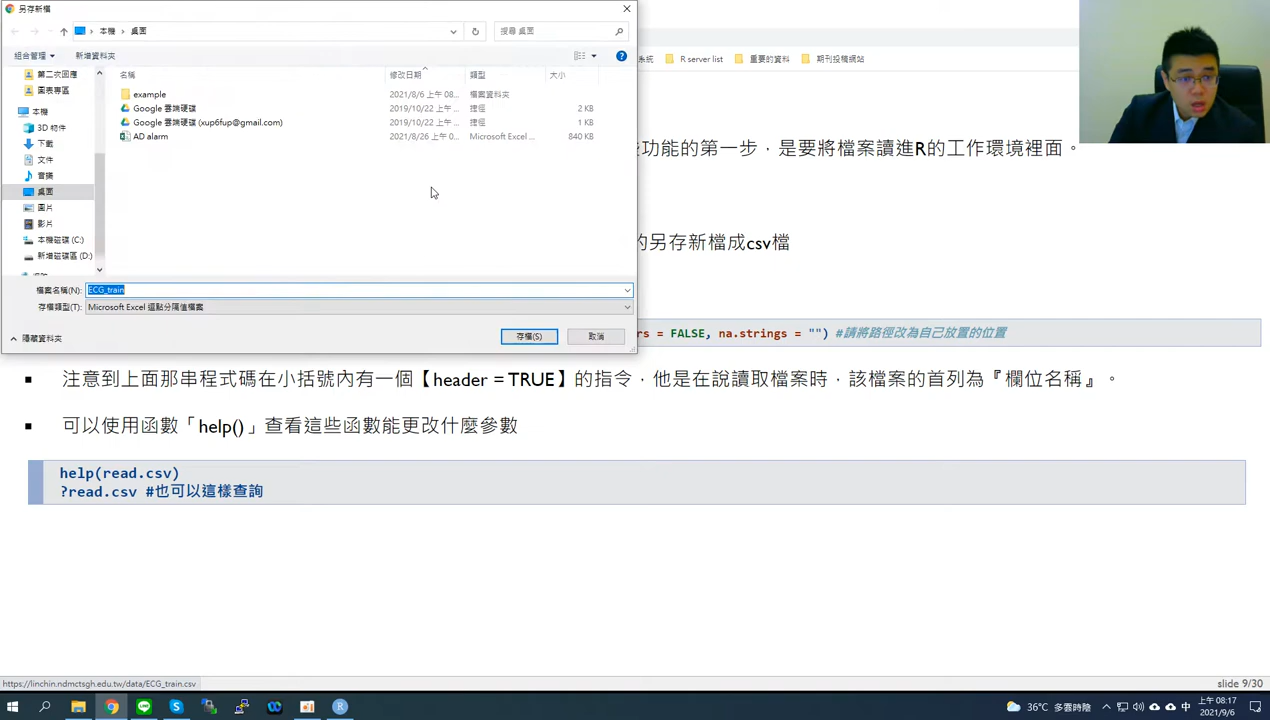 另存新檔
本機 桌面
搜尋 桌面
組合管理 新增資料夾
系統 R server list 重要的資料 期刊投稿網站
第二次回應
圖表專區
本機
3D 物件
下載
文件
音樂
桌面
圖片
影片
本機磁碟 (C:)
新增磁碟區 (D:)
名稱 修改日期 類型 大小
example 2021/8/6 上午 08... 檔案資料夾
Google 雲端硬碟 2019/10/22 上午 ... 捷徑 2 KB
Google 雲端硬碟 (xup6fup@gmail.com) 2019/10/22 上午 ... 捷徑 1 KB
AD alarm 2021/8/26 上午 0... Microsoft Excel ... 840 KB
檔案名稱(N): ECG_train
存檔類型(T): Microsoft Excel 逗點分隔值檔案
隱藏資料夾 存檔(S) 取消
功能的第一步，是要將檔案讀進R的工作環境裡面。
的另存新檔成csv檔
rs = FALSE, na.strings = "") #請將路徑改為自己放置的位置
▪ 注意到上面那串程式碼在小括號內有一個【header = TRUE】的指令，他是在說讀取檔案時，該檔案的首列為『欄位名稱』。
▪ 可以使用函數「help()」查看這些函數能更改什麼參數
help(read.csv)
?read.csv #也可以這樣查詢
https://linchin.ndmctsgh.edu.tw/data/ECG_train.csv
slide 9/30
36°C 多雲時陰 中 上午 08:17
2021/9/6